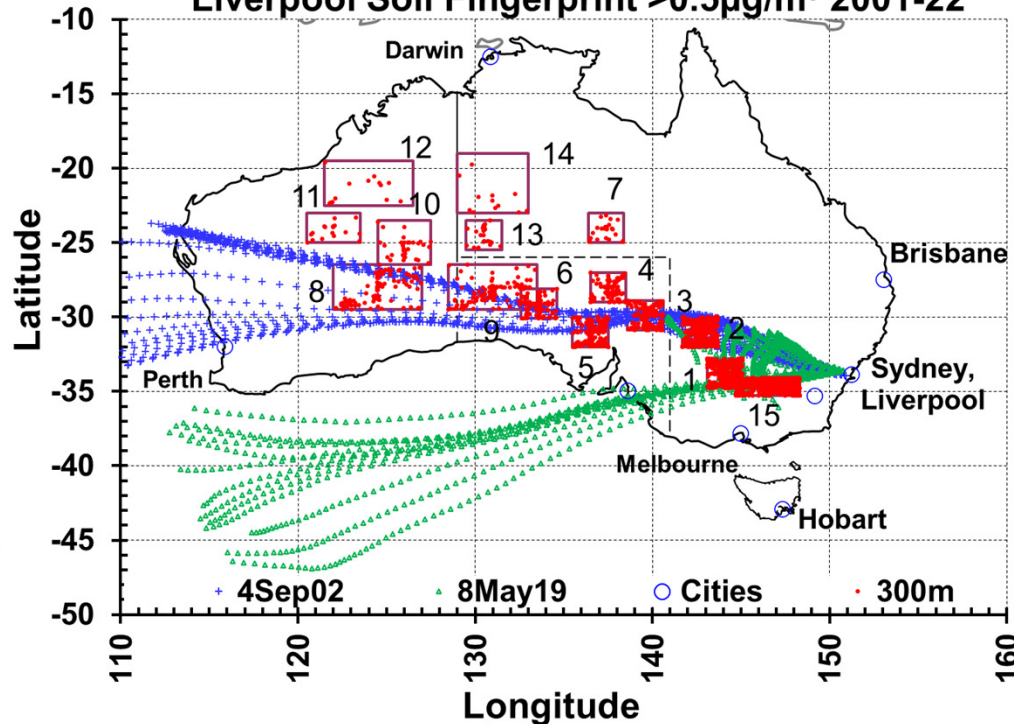 Liverpool Soil Fingerprint >0.5µg/m³ 2001-22
-10
-15
-20
-25
-30
-35
-40
-45
-50
Latitude
Darwin
12
14
11
10
7
13
Brisbane
8
6
4
9
3
2
Perth
5
1
Sydney,
Liverpool
15
Melbourne
Hobart
4Sep02
8May19
Cities
300m
110
120
130
140
150
160
Longitude